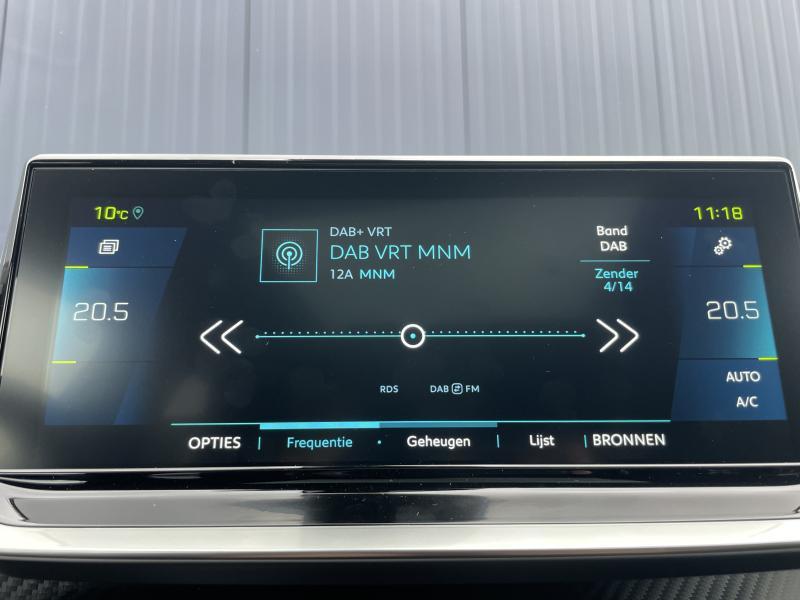 10°C
11:18
DAB+ VRT
DAB VRT MNM
12A MNM
Band
DAB
Zender
4/14
20.5
20.5
RDS
DAB FM
AUTO
A/C
OPTIES
Frequentie
Geheugen
Lijst
BRONNEN